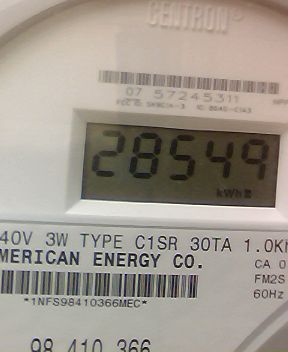 CENTRON®
07 57245311
28549
kWh
40V 3W TYPE C1SR 30TA 1.0K
MERICAN ENERGY CO.
CA 0
FM2S
60Hz
*1NFS98410366MEC*
98 410 366